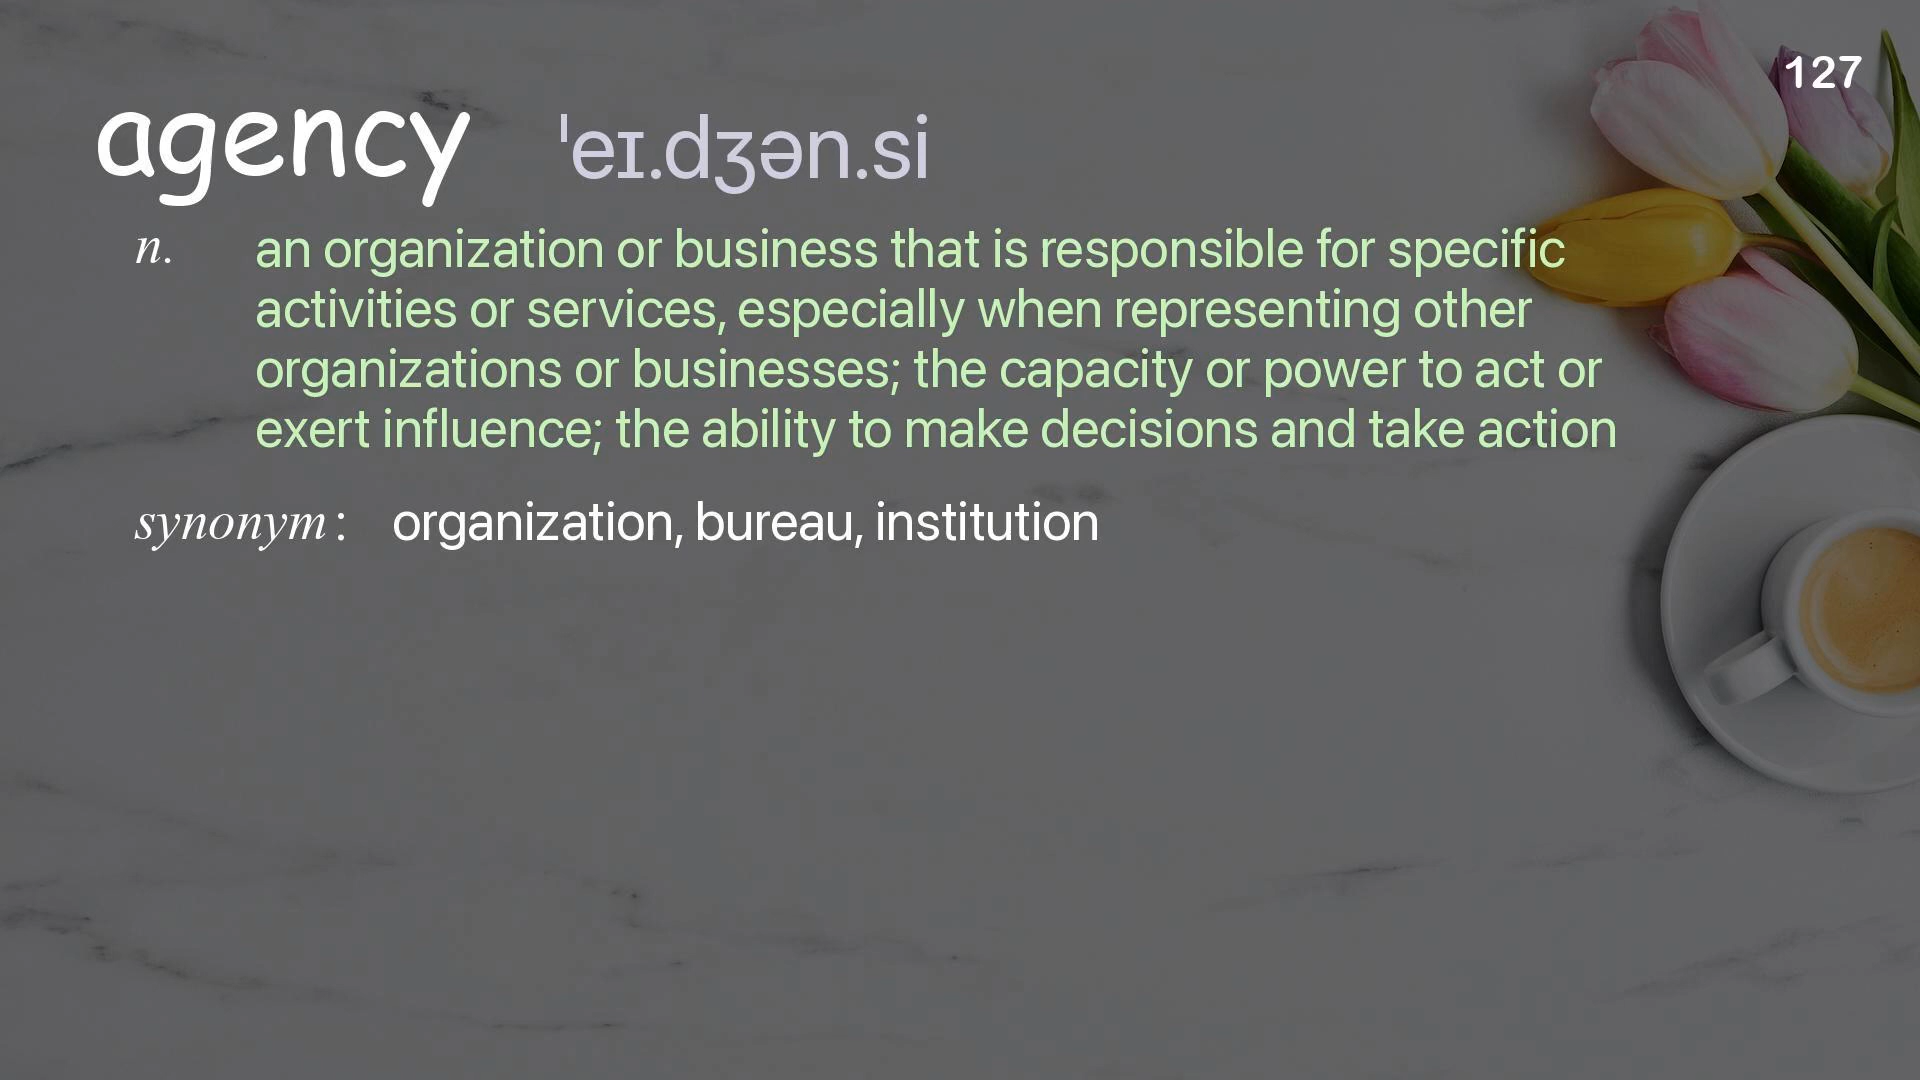 127
agency ˈeɪ.dʒən.si
n. an organization or business that is responsible for specific
activities or services, especially when representing other
organizations or businesses; the capacity or power to act or
exert influence; the ability to make decisions and take action
synonym : organization, bureau, institution